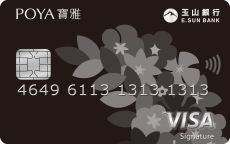 POYA 寶雅
玉山銀行
E.SUN BANK
4649 6113 1313 1313
VISA
Signature